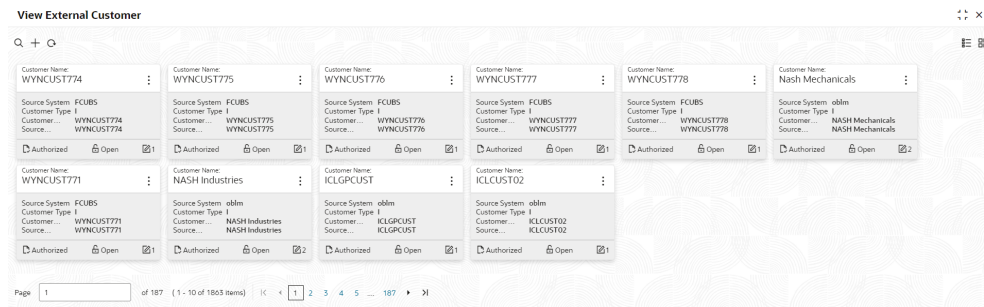 View External Customer
Customer Name:
WYNCUST774
Source System FCUBS
Customer Type I
Customer... WYNCUST774
Source... WYNCUST774
Authorized Open 1
Customer Name:
WYNCUST775
Source System FCUBS
Customer Type I
Customer... WYNCUST775
Source... WYNCUST775
Authorized Open 1
Customer Name:
WYNCUST776
Source System FCUBS
Customer Type I
Customer... WYNCUST776
Source... WYNCUST776
Authorized Open 1
Customer Name:
WYNCUST777
Source System FCUBS
Customer Type I
Customer... WYNCUST777
Source... WYNCUST777
Authorized Open 1
Customer Name:
WYNCUST778
Source System FCUBS
Customer Type I
Customer... WYNCUST778
Source... WYNCUST778
Authorized Open 1
Customer Name:
Nash Mechanicals
Source System oblm
Customer Type I
Customer... NASH Mechanicals
Source... NASH Mechanicals
Authorized Open 2
Customer Name:
WYNCUST771
Source System FCUBS
Customer Type I
Customer... WYNCUST771
Source... WYNCUST771
Authorized Open 1
Customer Name:
NASH Industries
Source System oblm
Customer Type I
Customer... NASH Industries
Source... NASH Industries
Authorized Open 2
Customer Name:
ICLGPCUST
Source System oblm
Customer Type I
Customer... ICLGPCUST
Source... ICLGPCUST
Authorized Open 1
Customer Name:
ICLCUST02
Source System oblm
Customer Type I
Customer... ICLCUST02
Source... ICLCUST02
Authorized Open 1
Page 1 of 187 ( 1 - 10 of 1863 items) 1 2 3 4 5 .... 187